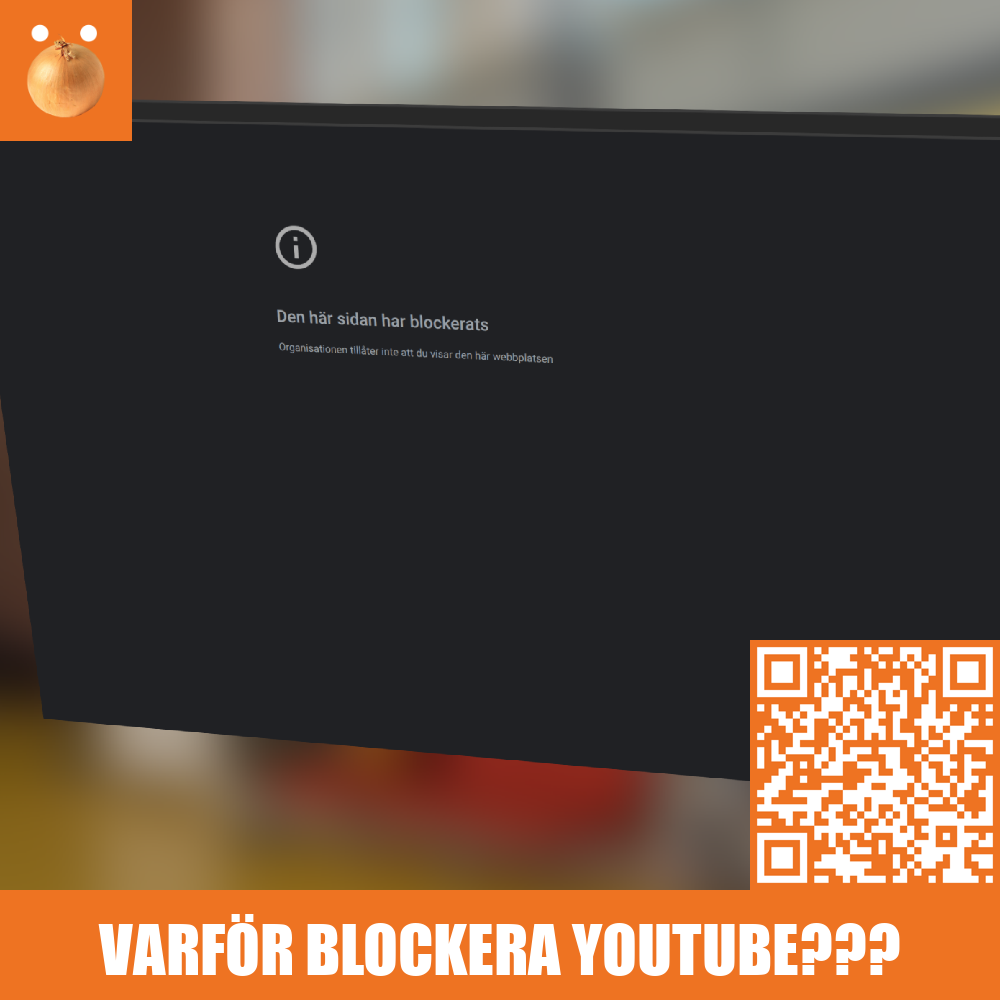 Den här sidan har blockerats
Organisationen tillåter inte att du visar den här webbplatsen
VARFÖR BLOCKERA YOUTUBE???